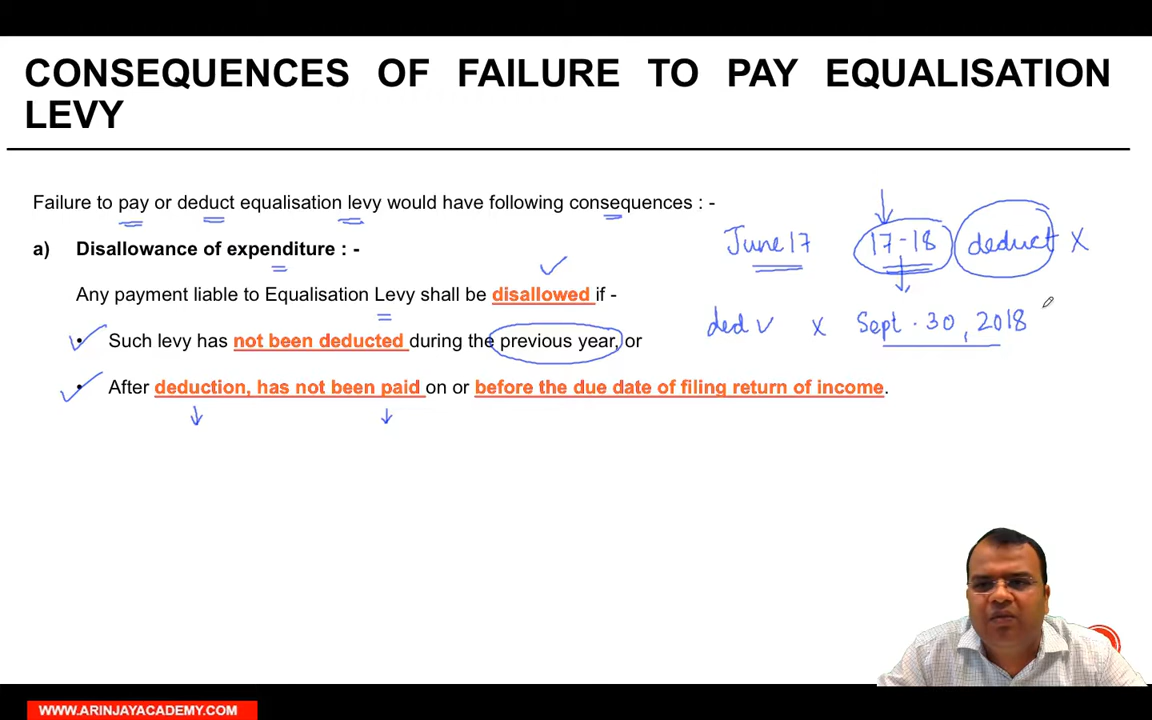 CONSEQUENCES OF FAILURE TO PAY EQUALISATION
LEVY
Failure to pay or deduct equalisation levy would have following consequences : -
a) Disallowance of expenditure : -
Any payment liable to Equalisation Levy shall be disallowed if -
• Such levy has not been deducted during the previous year, or
• After deduction, has not been paid on or before the due date of filing return of income.
June 17 17-18 deduct X
ded ✓ X Sept. 30, 2018
WWW.ARINJAYACADEMY.COM